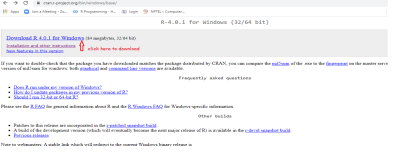 cran.r-project.org/bin/windows/base/
Apps
R Programming - R...
Login
R-4.0.1 for Windows (32/64 bit)
Download R 4.0.1 for Windows (84 megabytes, 32/64 bit)
Installation and other instructions
New features in this version
click here to download
If you want to double-check that the package you have downloaded matches the package distributed by CRAN, you can compare the md5sum of the .exe to the fingerprint on the master server
version of md5sum for windows: both graphical and command line versions are available.
Frequently asked questions
Does R run under my version of Windows?
How do I update packages in my previous version of R?
Should I run 32-bit or 64-bit R?
Please see the R FAQ for general information about R and the R Windows FAQ for Windows-specific information.
Other builds
Patches to this release are incorporated in the r-patched snapshot build.
A build of the development version (which will eventually become the next major release of R) is available in the r-devel snapshot build.
Previous releases
Note to webmasters: A stable link which will redirect to the current Windows binary release is